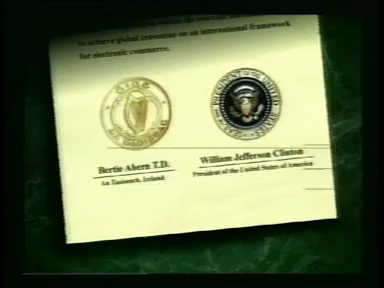 to achieve global consensus on an international framework
for electronic commerce.
Bertie Ahern T.D.
An Taoiseach, Ireland
William Jefferson Clinton
President of the United States of America